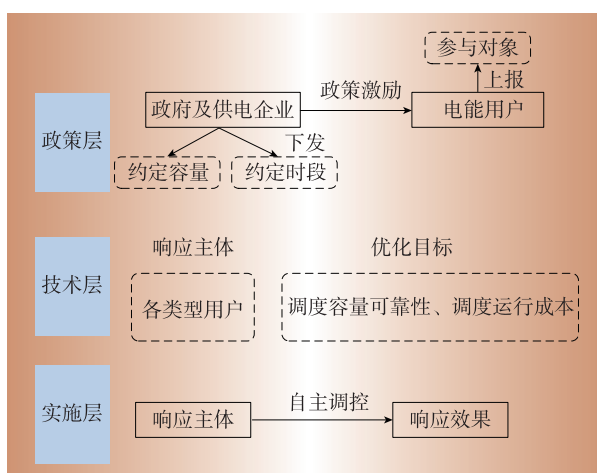 参与对象
政策激励
上报
政策层
政府及供电企业
电能用户
下发
约定容量
约定时段
响应主体
优化目标
技术层
各类型用户
调度容量可靠性、调度运行成本
实施层
响应主体
自主调控
响应效果